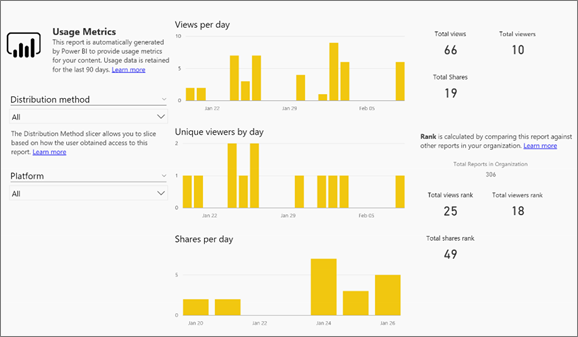 Usage Metrics
This report is automatically generated
by Power BI to provide usage metrics
for your content. Usage data is retained
for the last 90 days. Learn more
Distribution method
All
The Distribution Method slicer allows you to slice
based on how the user obtained access to this
report. Learn more
Platform
All
Views per day
10
5
0
Jan 22
Jan 29
Feb 05
Unique viewers by day
2
1
0
Jan 22
Jan 29
Feb 05
Shares per day
5
0
Jan 20
Jan 22
Jan 24
Jan 26
Total views
66
Total viewers
10
Total Shares
19
Rank is calculated by comparing this report against
other reports in your organization. Learn more
Total Reports in Organization
306
Total views rank
25
Total viewers rank
18
Total shares rank
49